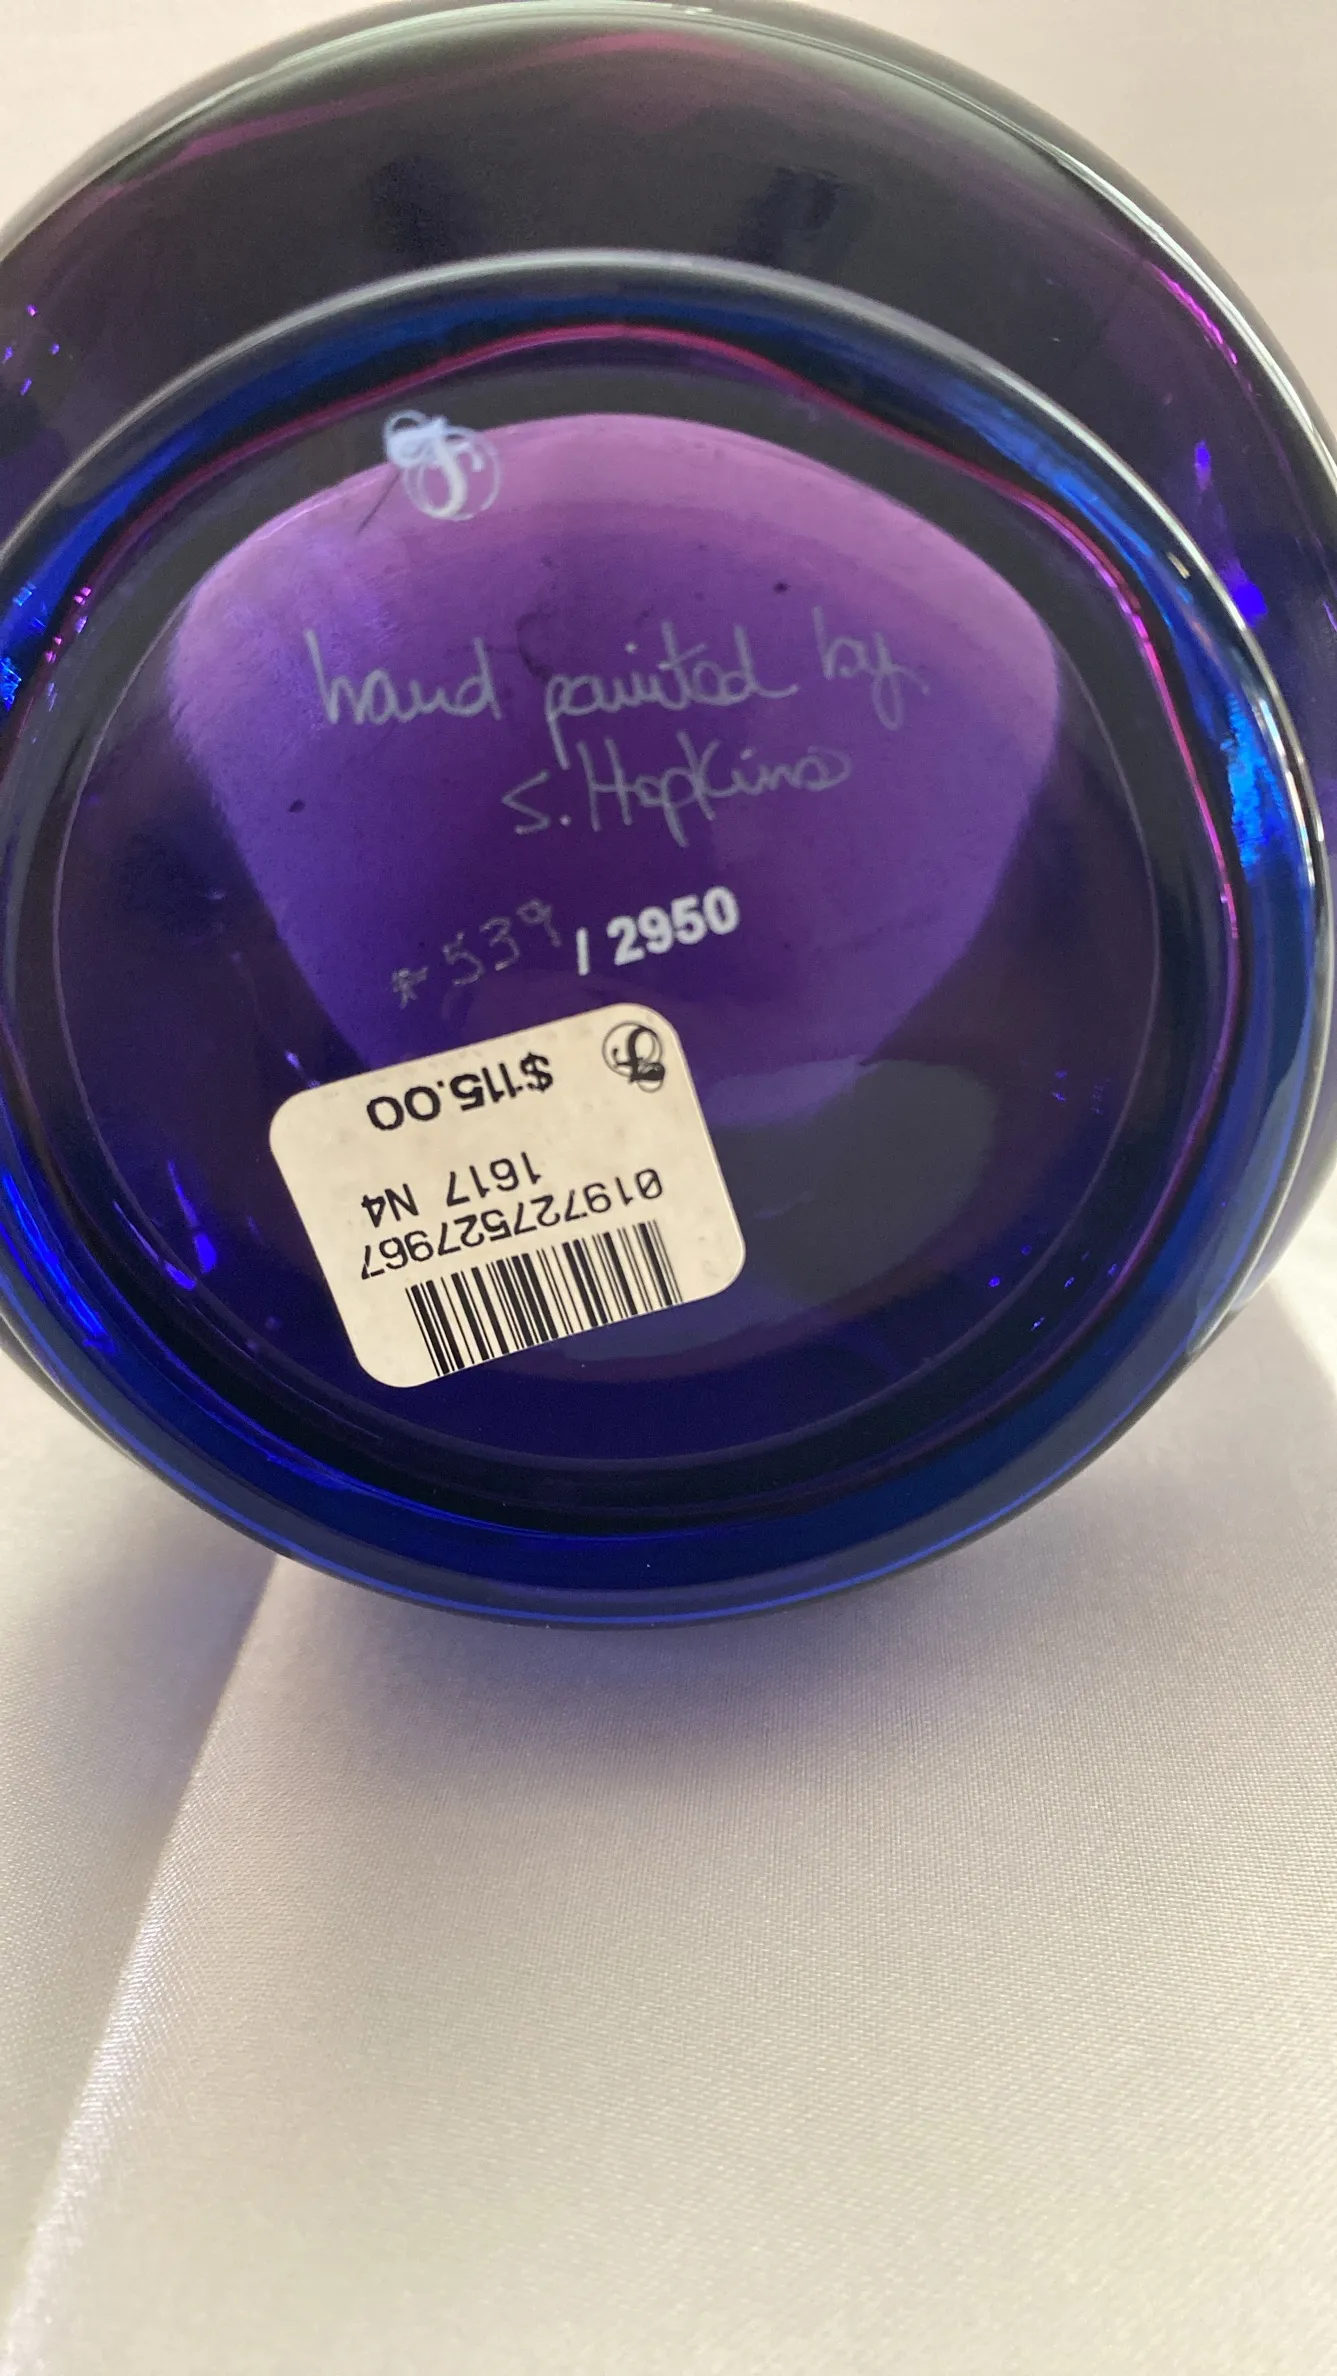 hand painted by
S. Hopkins
# 539 / 2950
$115.00
1617 N4
019727527967